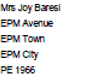 Mrs Joy Baresi
EPM Avenue
EPM Town
EPM City
PE 1966